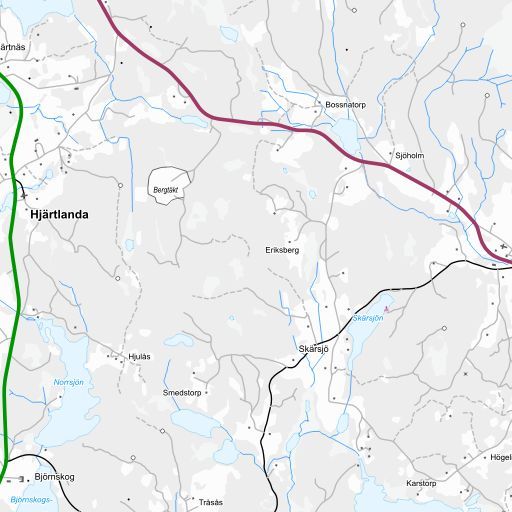 ärtnäs
Bossnatorp
Sjöholm
Bergtäkt
Hjärtlanda
Eriksberg
Skärsjön
Skärsjö
Hjulås
Norrsjön
Smedstorp
Björnskog
Björnskogs-
Tråsås
Karstorp
Högel